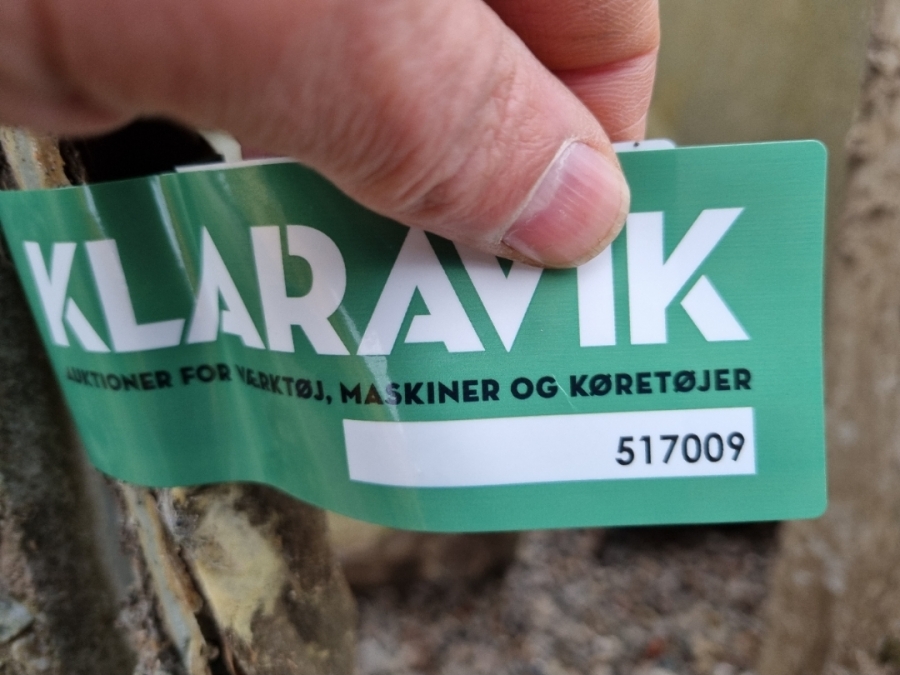 KLARAVIK
AUKTIONER FOR VÆRKTØJ, MASKINER OG KØRETØJER
517009